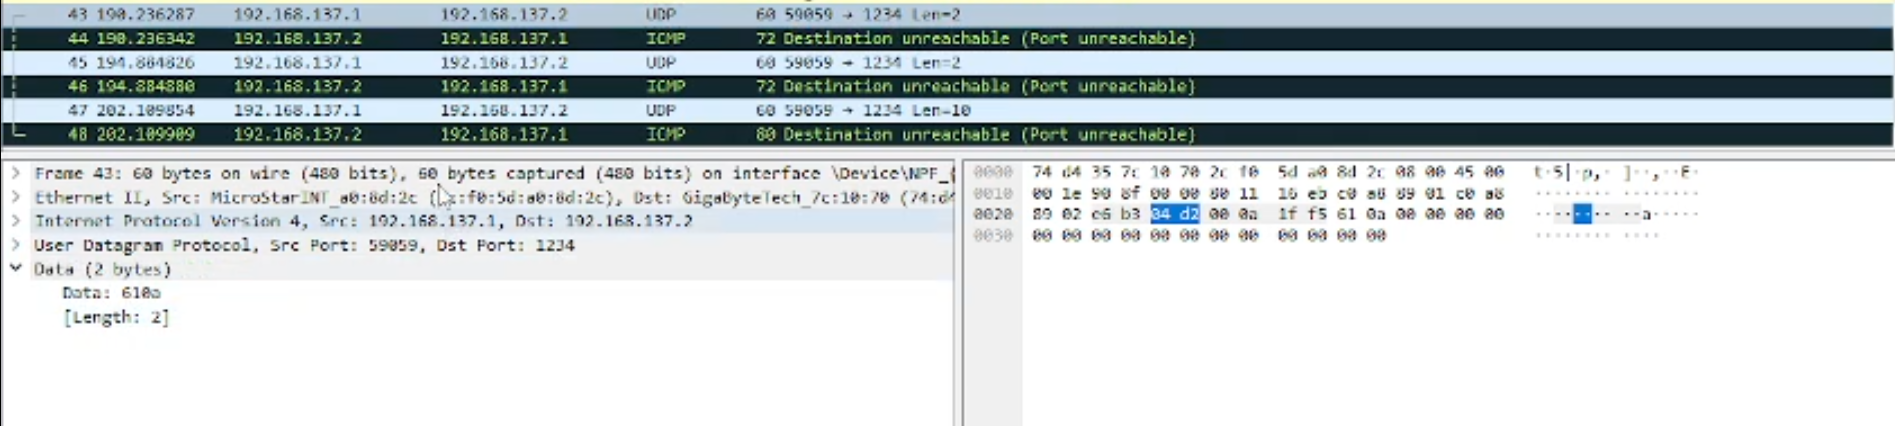 43 190.236287 192.168.137.1 192.168.137.2 UDP 60 59059 → 1234 Len=2
44 190.236342 192.168.137.2 192.168.137.1 ICMP 72 Destination unreachable (Port unreachable)
45 194.884826 192.168.137.1 192.168.137.2 UDP 60 59059 → 1234 Len=2
46 194.884880 192.168.137.2 192.168.137.1 ICMP 72 Destination unreachable (Port unreachable)
47 202.109854 192.168.137.1 192.168.137.2 UDP 60 59059 → 1234 Len=10
48 202.109909 192.168.137.2 192.168.137.1 ICMP 80 Destination unreachable (Port unreachable)
Frame 43: 60 bytes on wire (480 bits), 60 bytes captured (480 bits) on interface \Device\NPF_{
Ethernet II, Src: MicroStarINT_a0:8d:2c ( :f0:5d:a0:8d:2c), Dst: GigaByteTech_7c:10:70 (74:d4
Internet Protocol Version 4, Src: 192.168.137.1, Dst: 192.168.137.2
User Datagram Protocol, Src Port: 59059, Dst Port: 1234
Data (2 bytes)
Data: 610a
[Length: 2]
0000 74 d4 35 7c 10 70 2c f0 5d a0 8d 2c 08 00 45 00 t·5|·p,· ]··,··E·
0010 00 1e 90 8f 00 00 80 11 16 eb c0 a8 89 01 c0 a8 ········ ········
0020 89 02 e6 b3 04 d2 00 0a 1f f5 61 0a 00 00 00 00 ········ ··a·····
0030 00 00 00 00 00 00 00 00 00 00 00 00 ········ ····